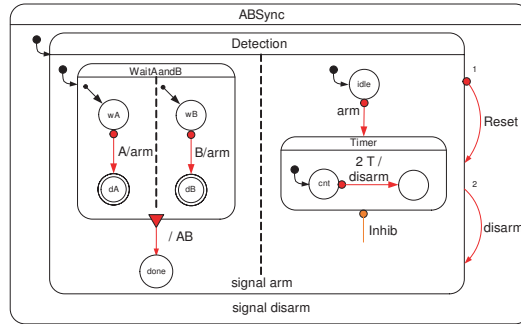 ABSync
Detection
WaitAandB
wA
wB
A/arm
B/arm
dA
dB
/ AB
done
idle
arm
Timer
2 T /
disarm
cnt
Inhib
1
Reset
2
disarm
signal arm
signal disarm